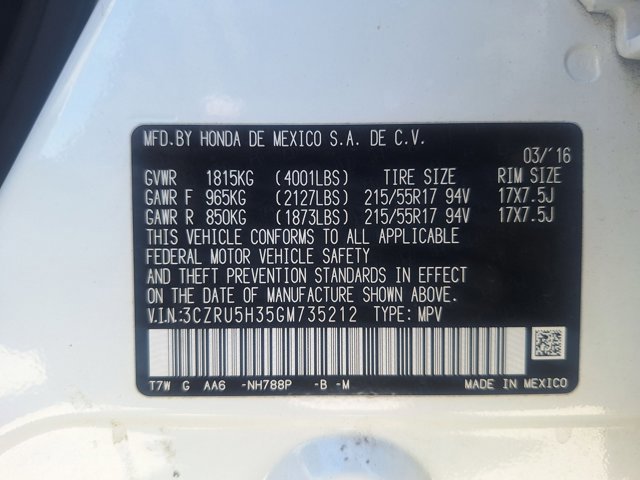 MFD.BY HONDA DE MEXICO S.A. DE C.V.
03/'16
GVWR 1815KG (4001LBS) TIRE SIZE RIM SIZE
GAWR F 965KG (2127LBS) 215/55R17 94V 17X7.5J
GAWR R 850KG (1873LBS) 215/55R17 94V 17X7.5J
THIS VEHICLE CONFORMS TO ALL APPLICABLE
FEDERAL MOTOR VEHICLE SAFETY
AND THEFT PREVENTION STANDARDS IN EFFECT
ON THE DATE OF MANUFACTURE SHOWN ABOVE.
V.I.N.:3CZRU5H35GM735212 TYPE: MPV
T7W G AA6 -NH788P -B -M MADE IN MEXICO